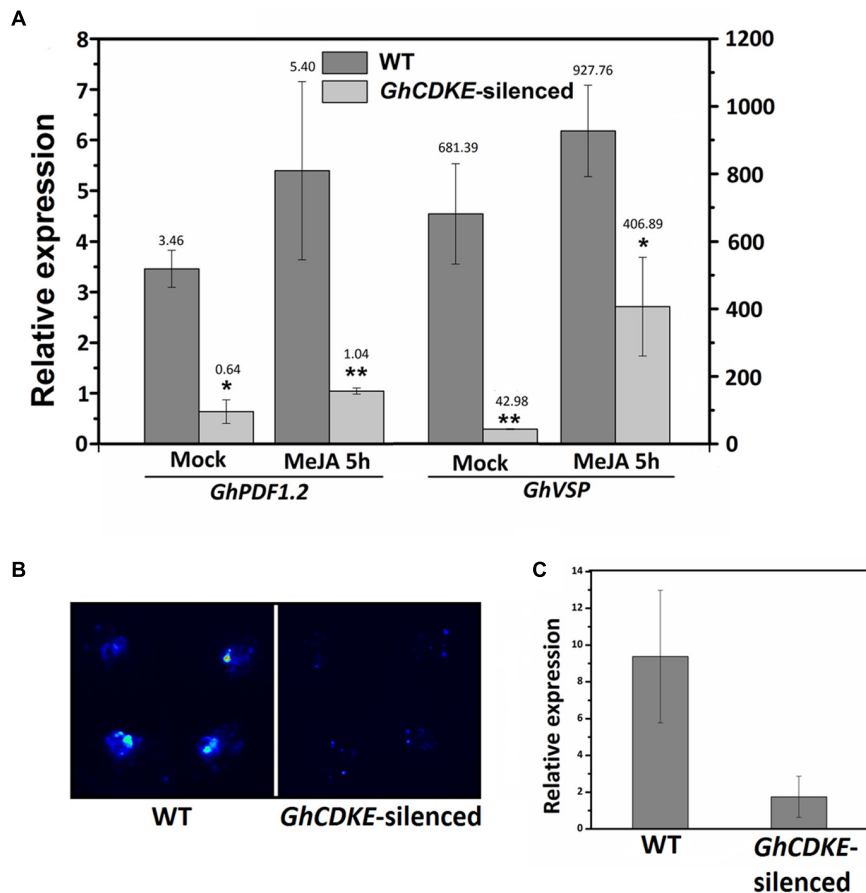 A
Relative expression
8
7
6
5
4
3
2
1
0
1200
1000
800
600
400
200
0
WT
GhCDKE-silenced
3.46
0.64
*
5.40
1.04
**
681.39
42.98
**
927.76
406.89
*
Mock
MeJA 5h
Mock
MeJA 5h
GhPDF1.2
GhVSP
B
WT
GhCDKE-silenced
C
Relative expression
14
12
10
8
6
4
2
0
WT
GhCDKE-
silenced